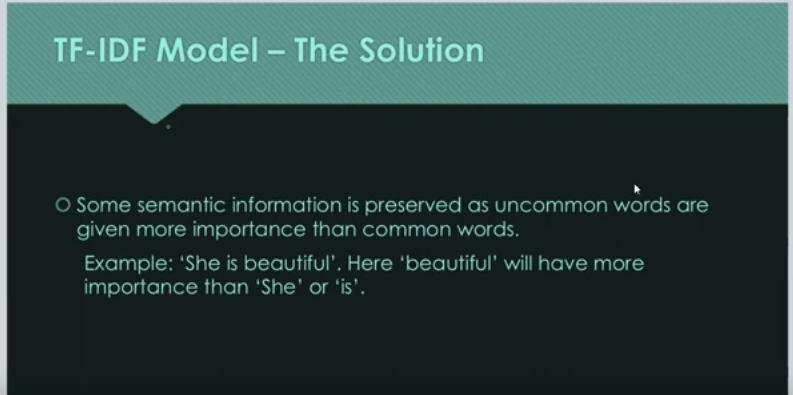 TF-IDF Model – The Solution
Some semantic information is preserved as uncommon words are
given more importance than common words.
Example: ‘She is beautiful’. Here ‘beautiful’ will have more
importance than ‘She’ or ‘is’.